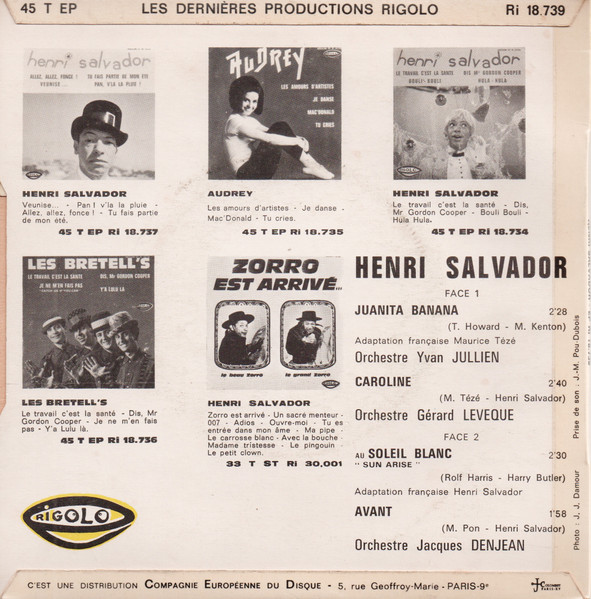 45 T EP LES DERNIÈRES PRODUCTIONS RIGOLO Ri 18.739
henri salvador
ALLEZ, ALLEZ, FONCE ! TU FAIS PARTIE DE MON ÉTÉ
VEUNISE ... PAN, V'LA LA PLUIE !
HENRI SALVADOR
Veunise... - Pan ! v'la la pluie -
Allez, allez, fonce ! - Tu fais partie
de mon été.
45 T EP Ri 18.737
AUDREY
LES AMOURS D'ARTISTES
JE DANSE
MAC'DONALD
TU CRIES
AUDREY
Les amours d'artistes - Je danse -
Mac'Donald - Tu cries.
45 T EP Ri 18.735
henri salvador
LE TRAVAIL C'EST LA SANTE DIS, Mr GORDON COOPER
BOULI - BOULI HULA - HULA
HENRI SALVADOR
Le travail c'est la santé - Dis,
Mr Gordon Cooper - Bouli Bouli -
Hula Hula.
45 T EP Ri 18.734
LES BRETELL'S
LE TRAVAIL C'EST LA SANTÉ DIS, Mr GORDON COOPER
JE NE M'EN FAIS PAS Y'A LULU LÀ
LES BRETELL'S
Le travail c'est la santé - Dis, Mr
Gordon Cooper - Je ne m'en fais
pas - Y'a Lulu là.
45 T EP Ri 18.736
ZORRO
EST ARRIVÉ...
le beau Zorro le grand Zorro
HENRI SALVADOR
Zorro est arrivé - Un sacré menteur -
007 - Adios - Ouvre-moi - Tu es
entrée dans mon âme - Ma pipe -
Le carrosse blanc - Avec la bouche -
Madame tristesse - Le pingouin -
Le petit clown.
33 T ST Ri 30,001
HENRI SALVADOR
FACE 1
JUANITA BANANA 2'28
(T. Howard - M. Kenton)
Adaptation française Maurice Tézé
Orchestre Yvan JULLIEN
CAROLINE 2'40
(M. Tézé - Henri Salvador)
Orchestre Gérard LEVEQUE
FACE 2
AU SOLEIL BLANC 2'30
" SUN ARISE "
(Rolf Harris - Harry Butler)
Adaptation française Henri Salvador
AVANT 1'58
(M. Pon - Henri Salvador)
Orchestre Jacques DENJEAN
Photo : J. J. Damour Prise de son : J.-M. Pou-Dubois
RIGOLO
C'EST UNE DISTRIBUTION COMPAGNIE EUROPÉENNE DU DISQUE - 5, rue Geoffroy-Marie - PARIS-9e